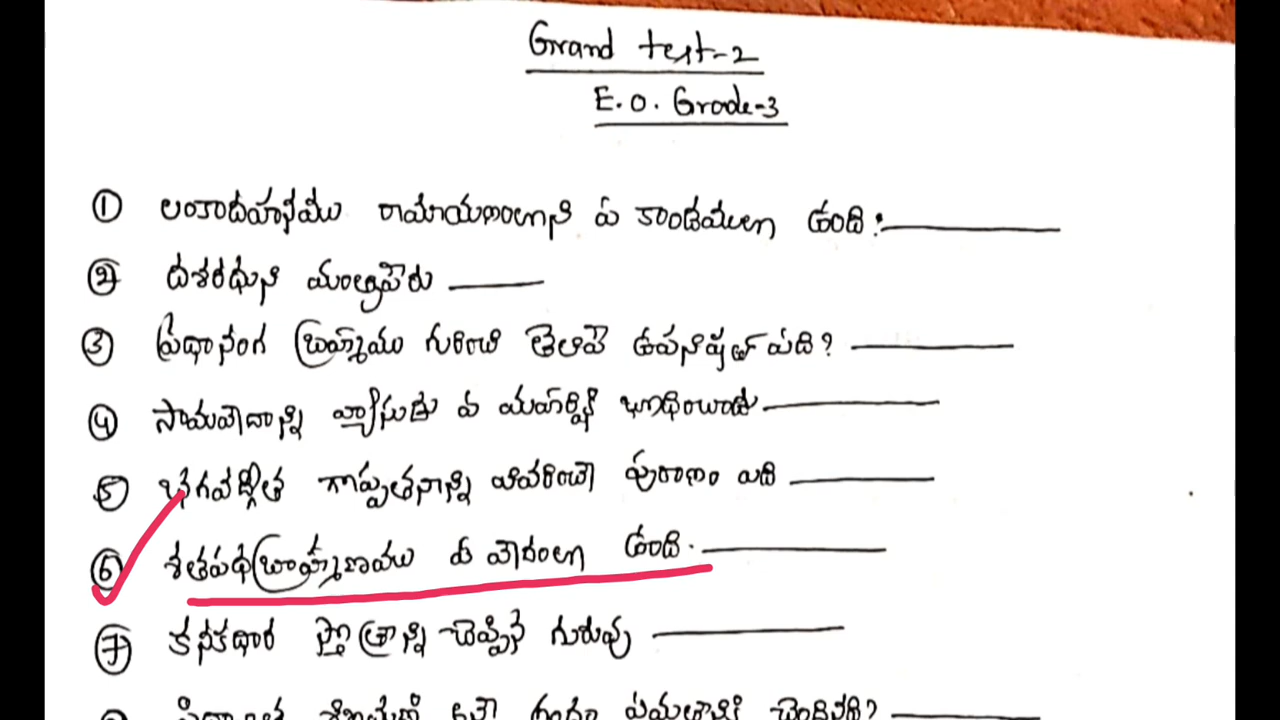 Grand test-2
E.O. Grade-3
① లంకాదహనము రామాయణంలోని ఏ కాండములో ఉంది: 
② దశరథుని మంత్రిపేరు
③ ప్రధానంగ బ్రహ్మము గురించి తెలిపే ఉపనిషత్ ఏది?
④ సామవేదాన్ని వ్యాసుడు ఏ మహర్షికి భోధించాడు
⑤ భగవద్గీత గొప్పతనాన్ని వివరించే పురాణం ఏది
⑥ శతపథబ్రాహ్మణము ఏ వేదంలో ఉంది.
⑦ కనకధార స్తోత్రాన్ని చెప్పిన గురువు